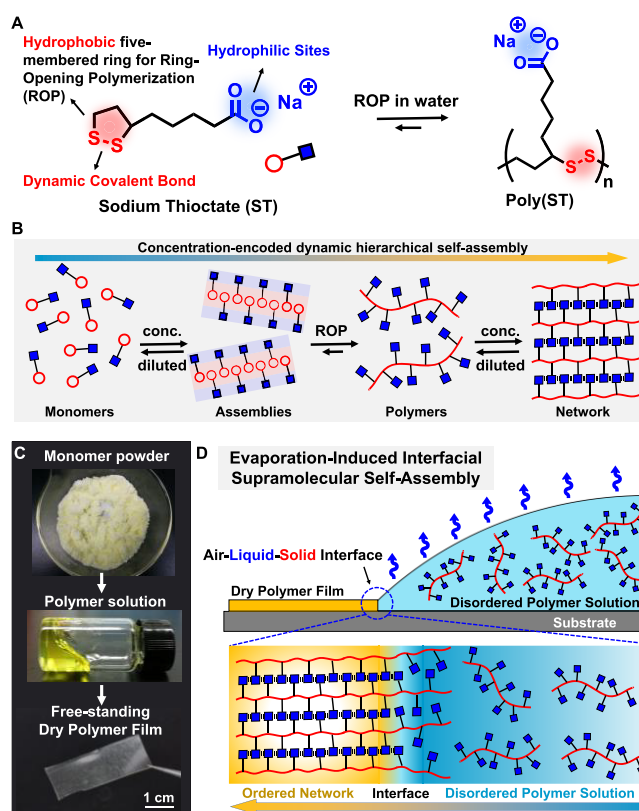 A
Hydrophobic five-
membered ring for Ring-
Opening Polymerization
(ROP)
Hydrophilic Sites
O
O
⊖
Na⊕
S S
Dynamic Covalent Bond
Sodium Thioctate (ST)
ROP in water
Na⊕
⊖
O
O
S S
n
Poly(ST)
B
Concentration-encoded dynamic hierarchical self-assembly
conc.
diluted
ROP
conc.
diluted
Monomers
Assemblies
Polymers
Network
C
Monomer powder
Polymer solution
Free-standing
Dry Polymer Film
1 cm
D
Evaporation-Induced Interfacial
Supramolecular Self-Assembly
Air-Liquid-Solid Interface
Dry Polymer Film
Disordered Polymer Solution
Substrate
Ordered Network
Interface
Disordered Polymer Solution